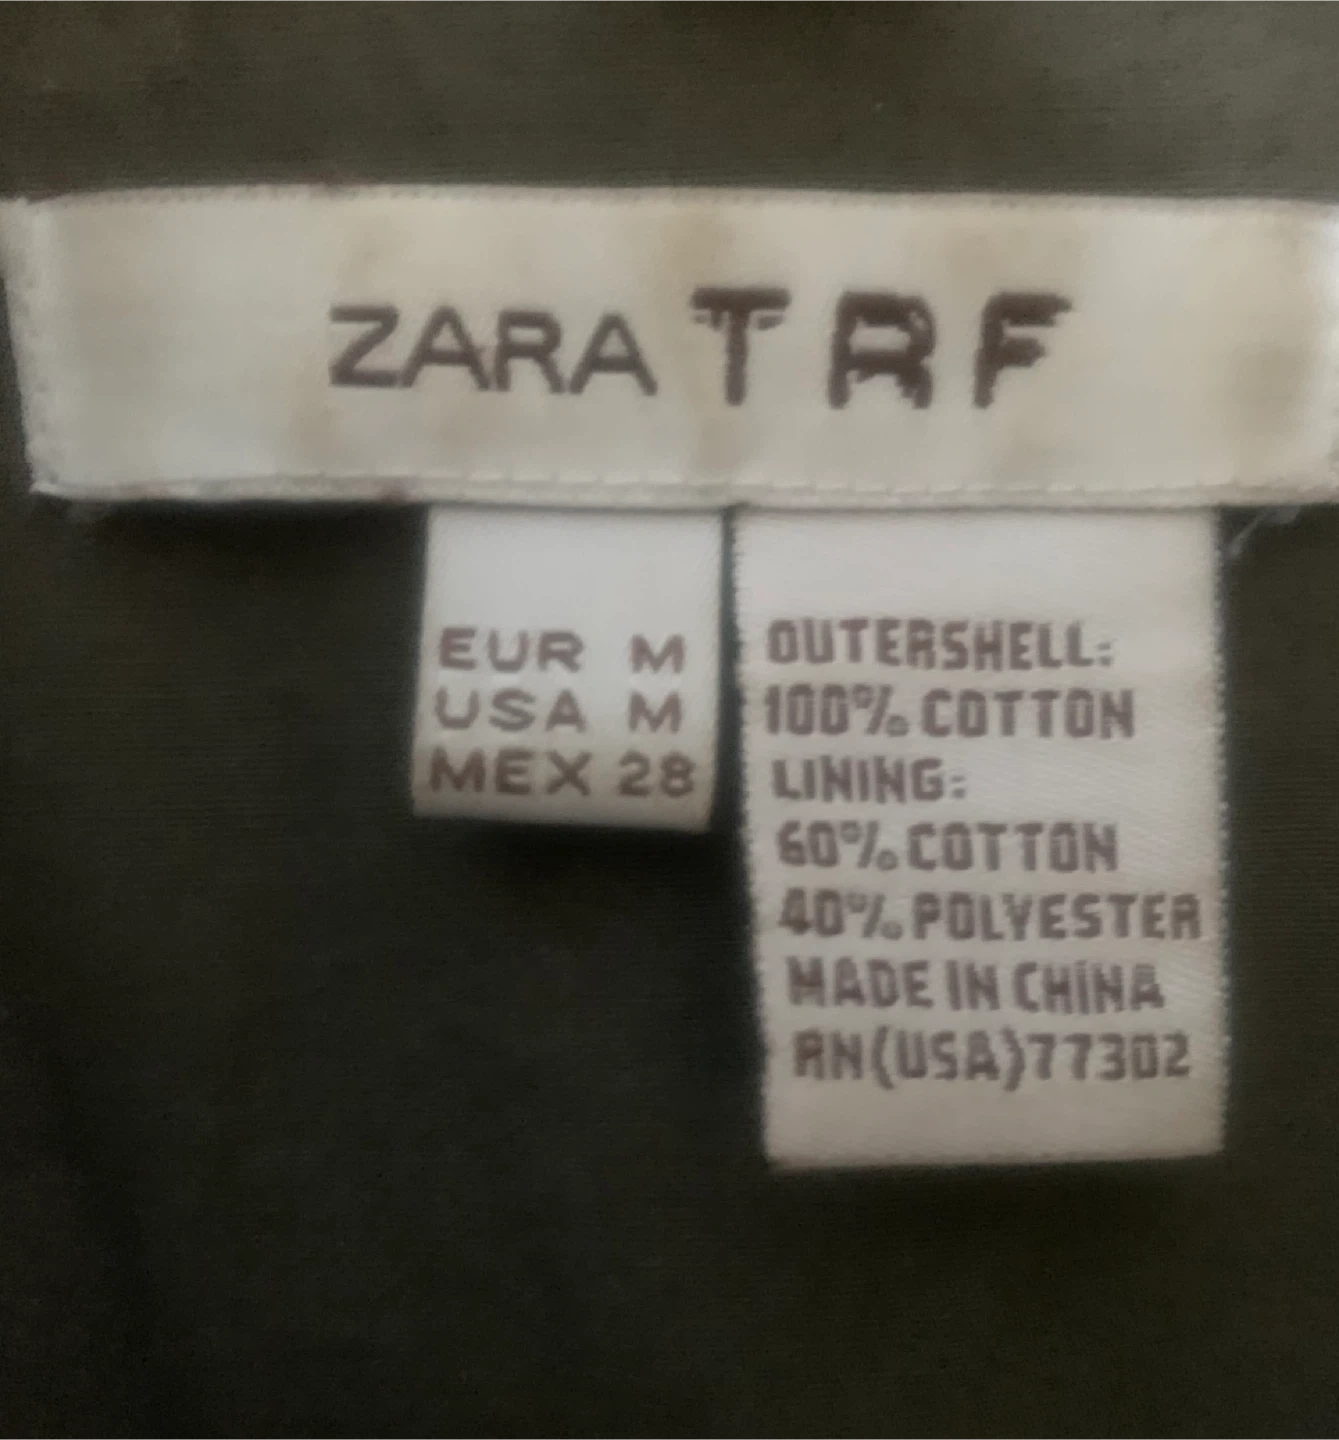 ZARA TRF
EUR M
USA M
MEX 28
OUTERSHELL:
100% COTTON
LINING:
60% COTTON
40% POLYESTER
MADE IN CHINA
RN(USA)77302